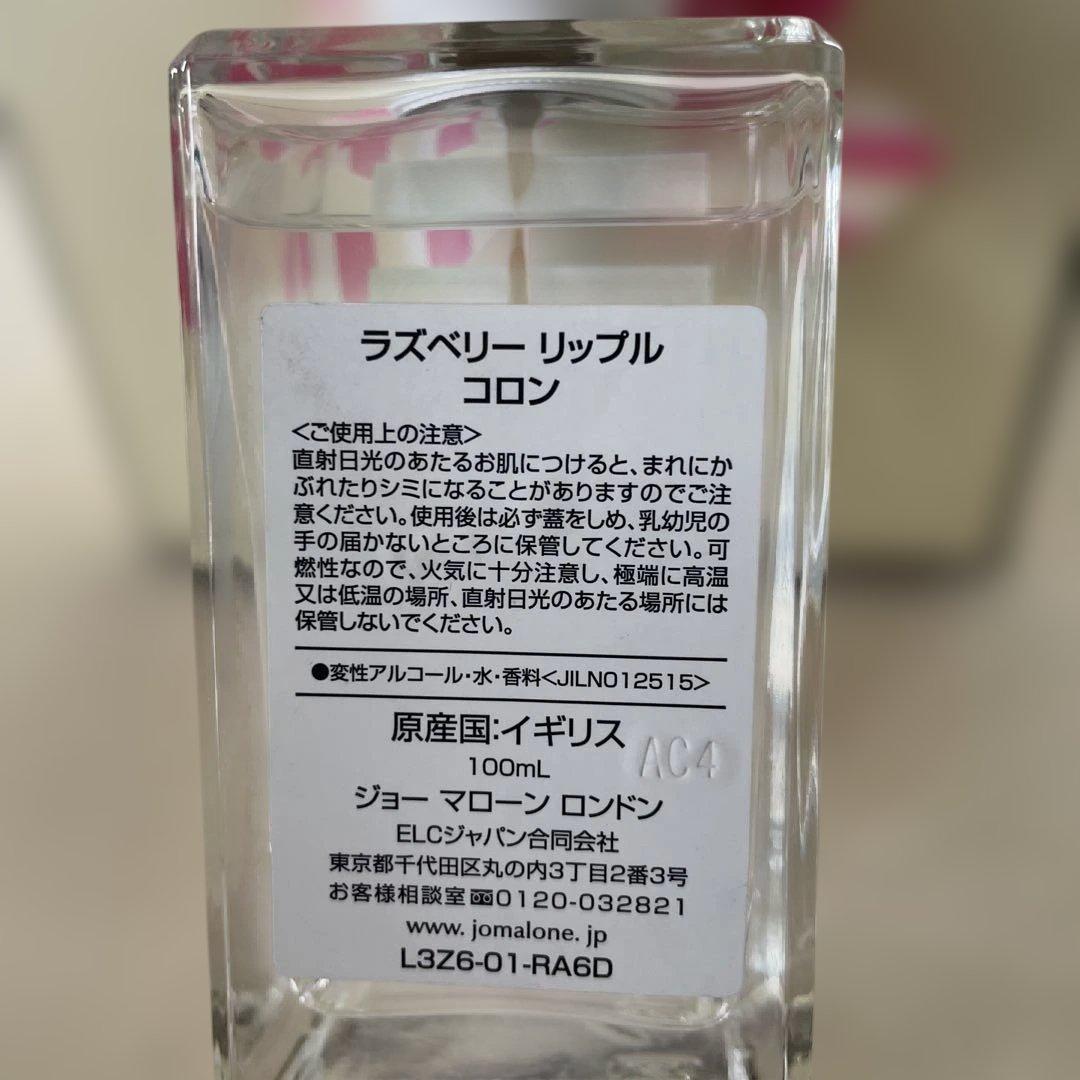 ラズベリー リップル
コロン
<ご使用上の注意>
直射日光のあたるお肌につけると、まれにか
ぶれたりシミになることがありますのでご注
意ください。使用後は必ず蓋をしめ、乳幼児の
手の届かないところに保管してください。可
燃性なので、火気に十分注意し、極端に高温
又は低温の場所、直射日光のあたる場所には
保管しないでください。
●変性アルコール・水・香料<JILN012515>
原産国:イギリス
100mL
AC4
ジョー マローン ロンドン
ELCジャパン合同会社
東京都千代田区丸の内3丁目2番3号
お客様相談室 0120-032821
www. jomalone. jp
L3Z6-01-RA6D